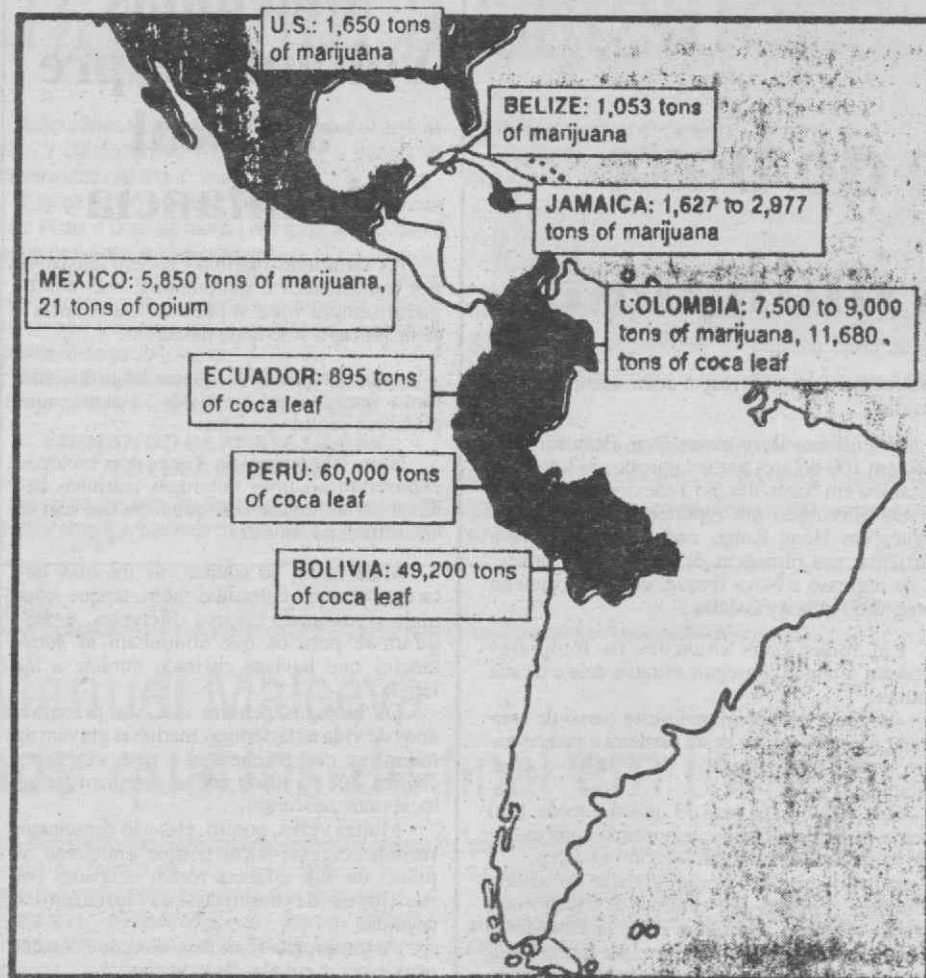 U.S.: 1,650 tons
of marijuana
BELIZE: 1,053 tons
of marijuana
JAMAICA: 1,627 to 2,977
tons of marijuana
MEXICO: 5,850 tons of marijuana,
21 tons of opium
COLOMBIA: 7,500 to 9,000
tons of marijuana, 11,680
tons of coca leaf
ECUADOR: 895 tons
of coca leaf
PERU: 60,000 tons
of coca leaf
BOLIVIA: 49,200 tons
of coca leaf